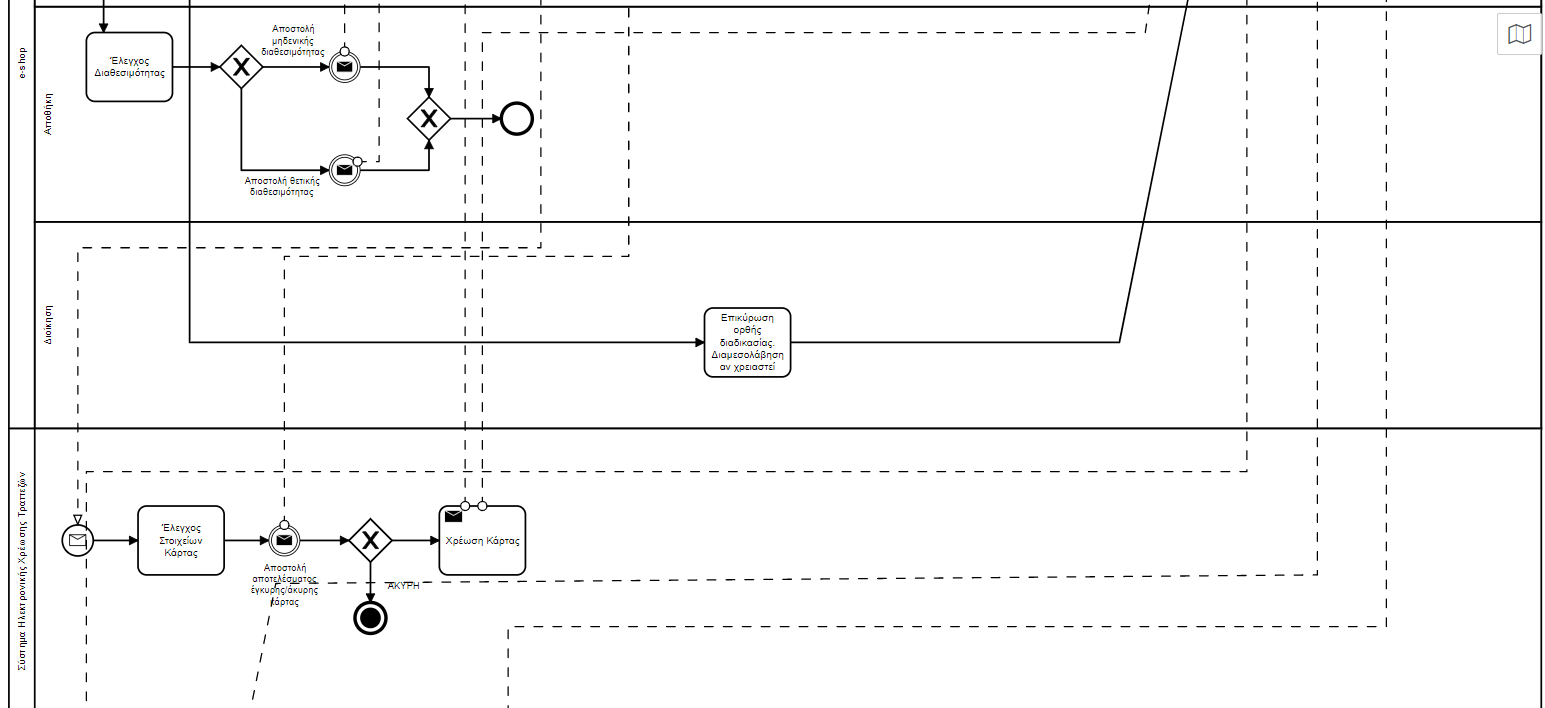 e-shop
Αποθήκη
Έλεγχος
Διαθεσιμότητας
Αποστολή
μηδενικής
διαθεσιμότητας
Αποστολή θετικής
διαθεσιμότητας
Διοίκηση
Επικύρωση
ορθής
διαδικασίας.
Διαμεσολάβηση
αν χρειαστεί
Σύστημα Ηλεκτρονικής Χρέωσης Τραπεζών
Έλεγχος
Στοιχείων
Κάρτας
Αποστολή
αποτελέσματος
έγκυρης/άκυρης
κάρτας
ΑΚΥΡΗ
Χρέωση Κάρτας